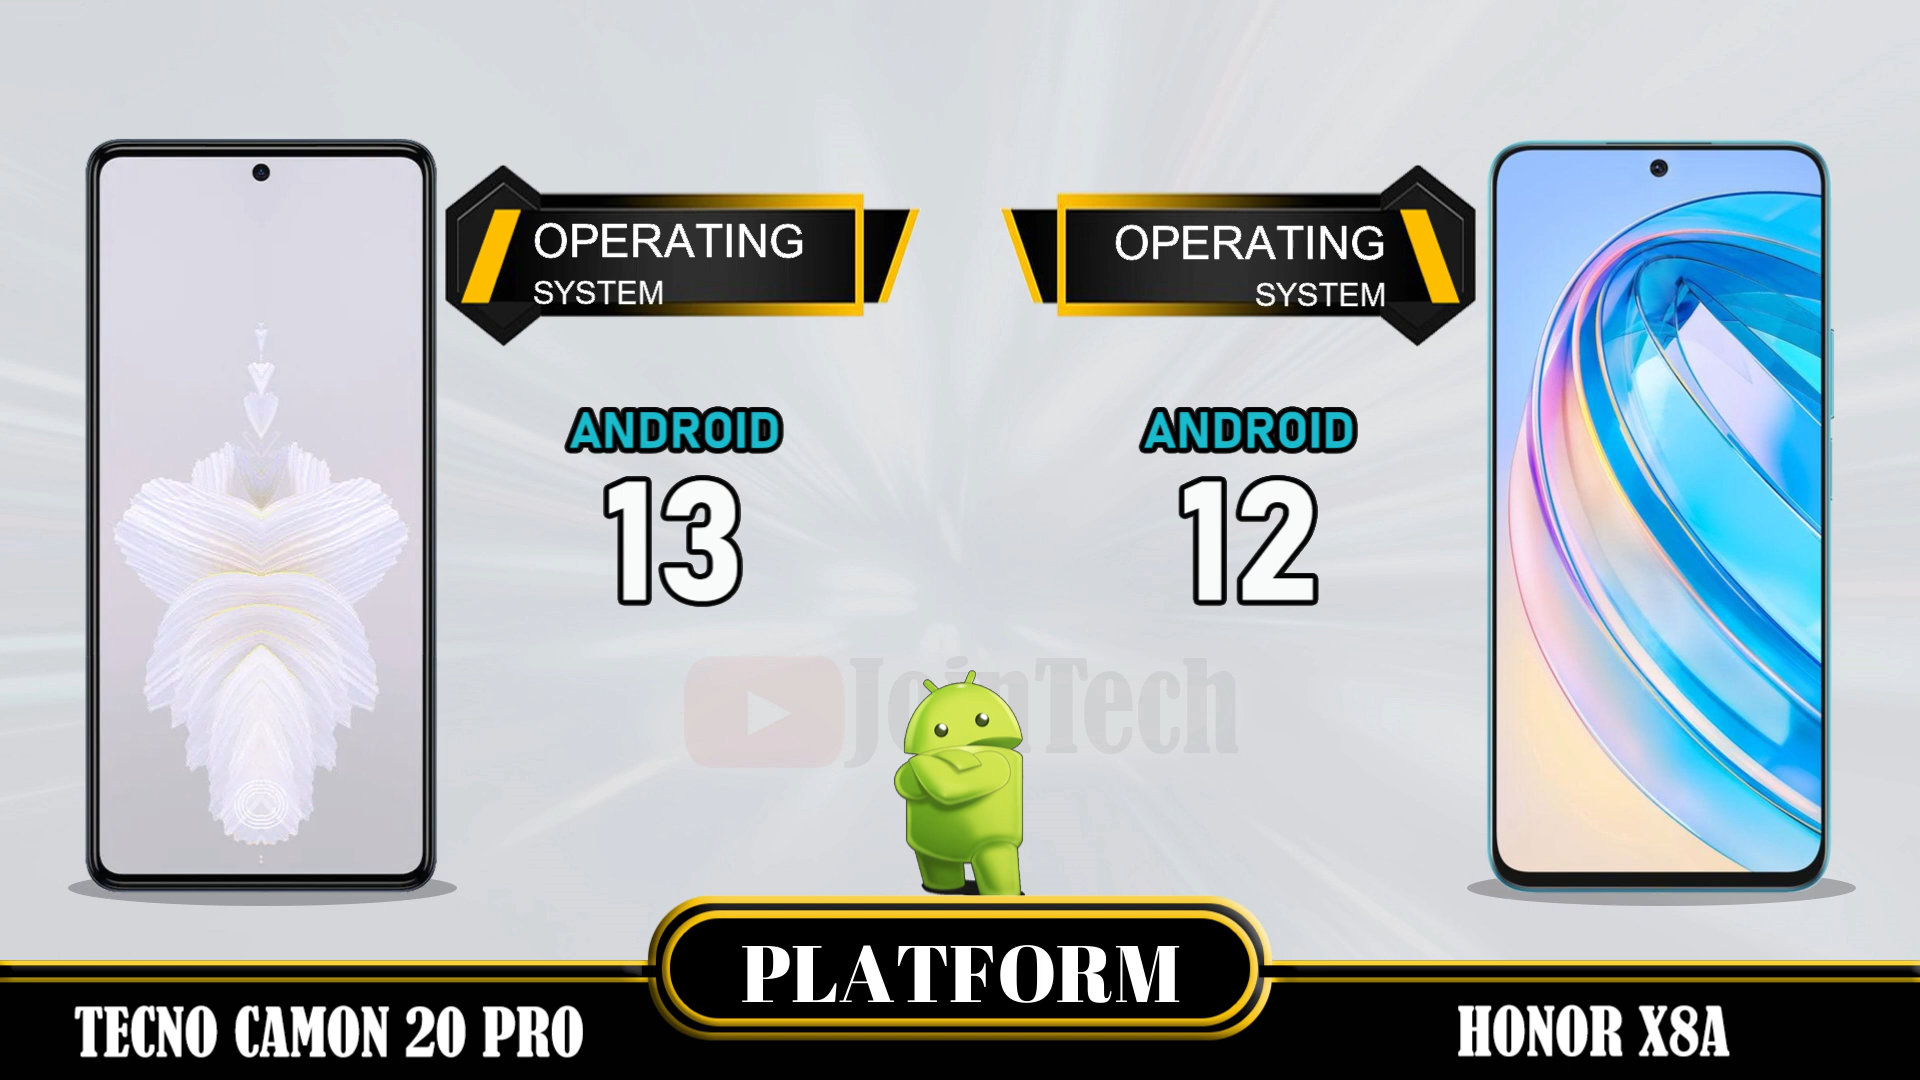 OPERATING
SYSTEM
OPERATING
SYSTEM
ANDROID
13
ANDROID
12
JoinTech
PLATFORM
TECNO CAMON 20 PRO
HONOR X8A